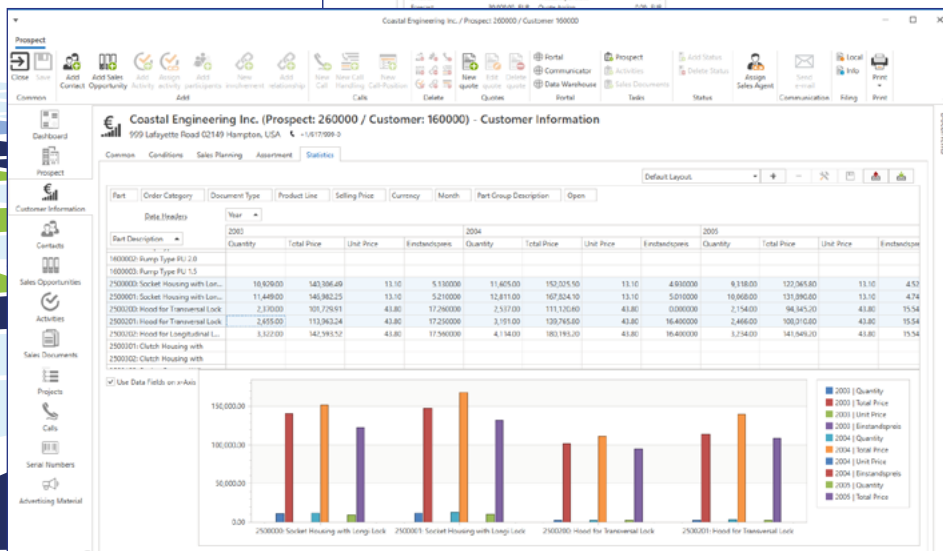 Coastal Engineering Inc. / Prospect 260000 / Customer 160000
Prospect
Close Save Add Contact Add Sales Opportunity Add Activity Assign activity Add participants New involvement Add relationship New Call New Call Handling New Call-Position New quote Edit quote Delete quote Portal Communicator Data Warehouse Prospect Activities Sales Documents Add Status Delete Status Assign Sales Agent Send e-mail Local Info Print
Common Add Calls Delete Quotes Portal Tasks Status Communication Filing Print
Dashboard
Prospect
Customer Information
Contacts
Sales Opportunities
Activities
Sales Documents
Projects
Calls
Serial Numbers
Advertising Material
Coastal Engineering Inc. (Prospect: 260000 / Customer: 160000) - Customer Information
999 Lafayette Road 02149 Hampton, USA
Common Conditions Sales Planning Assortment Statistics
Default Layout
Part Order Category Document Type Product Line Selling Price Currency Month Part Group Description Open
Data Headers Year
2003 2004 2005
Part Description Quantity Total Price Unit Price Einstandspreis Quantity Total Price Unit Price Einstandspreis Quantity Total Price Unit Price Einstandspre
1600002: Pump Type PU 2.0
1600003: Pump Type PU 1.5
2500000: Socket Housing with Lon... 10,929.00 140,306.49 13.10 5.130000 11,605.00 152,025.50 13.10 4.930000 9,318.00 122,065.80 13.10 4.52
2500001: Socket Housing with Lon... 11,449.00 146,982.25 13.10 5.210000 12,811.00 167,824.10 13.10 5.010000 10,068.00 131,890.80 13.10 4.74
2500200: Hood for Transversal Lock 2,370.00 101,729.91 43.80 17.260000 2,537.00 111,120.60 43.80 0.000000 2,154.00 94,345.20 43.80 15.54
2500201: Hood for Transversal Lock 2,655.00 113,963.24 43.80 17.250000 3,191.00 139,765.80 43.80 16.400000 2,466.00 108,010.80 43.80 15.54
2500202: Hood for Longitudinal L... 3,322.00 142,593.52 43.80 17.560000 4,134.00 180,193.20 43.80 16.400000 3,234.00 141,649.20 43.80 15.54
2500301: Clutch Housing with
2500302: Clutch Housing with
Use Data Fields on x-Axis
150,000.00
100,000.00
50,000.00
0.00
2500000: Socket Housing with Longi Lock 2500001: Socket Housing with Longi Lock 2500200: Hood for Transversal Lock 2500201: Hood for Transversal Lock
2003 | Quantity
2003 | Total Price
2003 | Unit Price
2003 | Einstandspreis
2004 | Quantity
2004 | Total Price
2004 | Unit Price
2004 | Einstandspreis
2005 | Quantity
2005 | Total Price